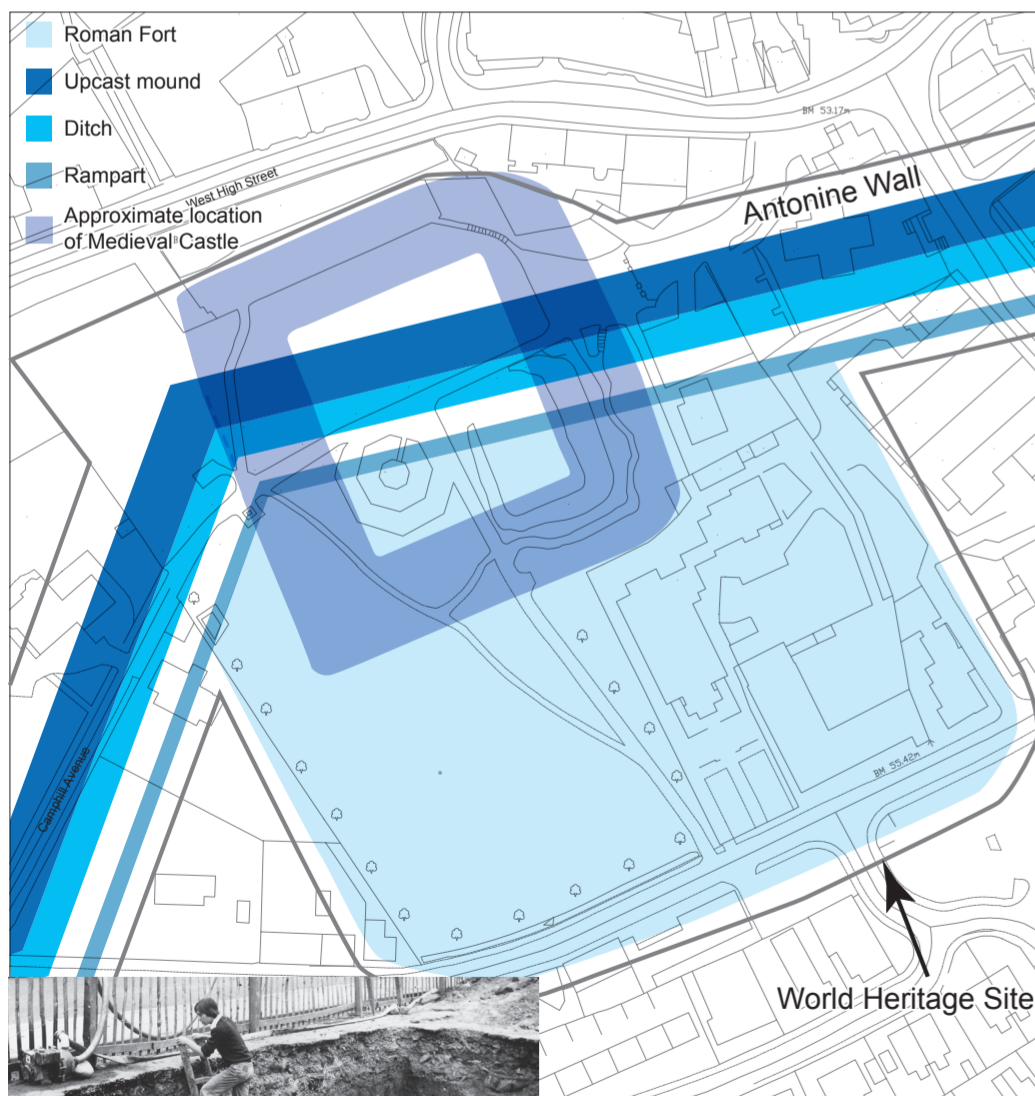 Roman Fort
Upcast mound
Ditch
Rampart
Approximate location
of Medieval Castle
West High Street
BM 53.17m
Antonine Wall
Camphill Avenue
BM 55.42m
World Heritage Site